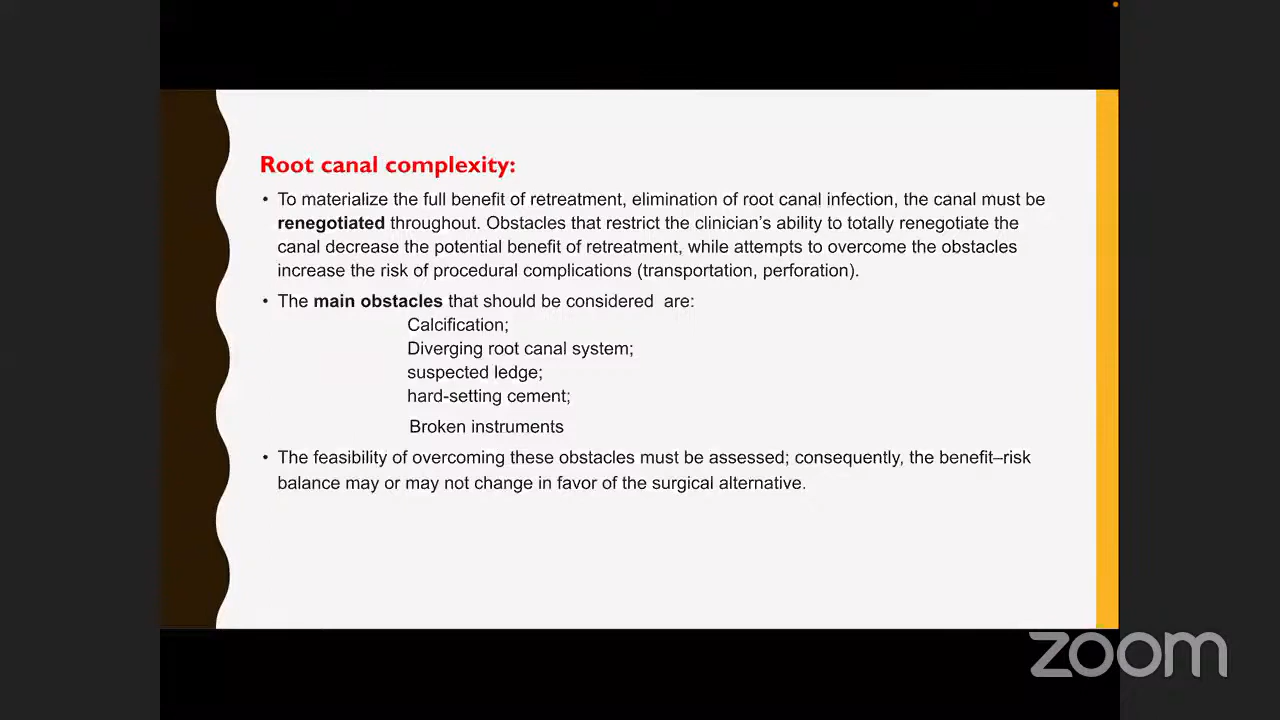 Root canal complexity:
• To materialize the full benefit of retreatment, elimination of root canal infection, the canal must be
renegotiated throughout. Obstacles that restrict the clinician's ability to totally renegotiate the
canal decrease the potential benefit of retreatment, while attempts to overcome the obstacles
increase the risk of procedural complications (transportation, perforation).
• The main obstacles that should be considered are:
Calcification;
Diverging root canal system;
suspected ledge;
hard-setting cement;
Broken instruments
• The feasibility of overcoming these obstacles must be assessed; consequently, the benefit–risk
balance may or may not change in favor of the surgical alternative.
zoom